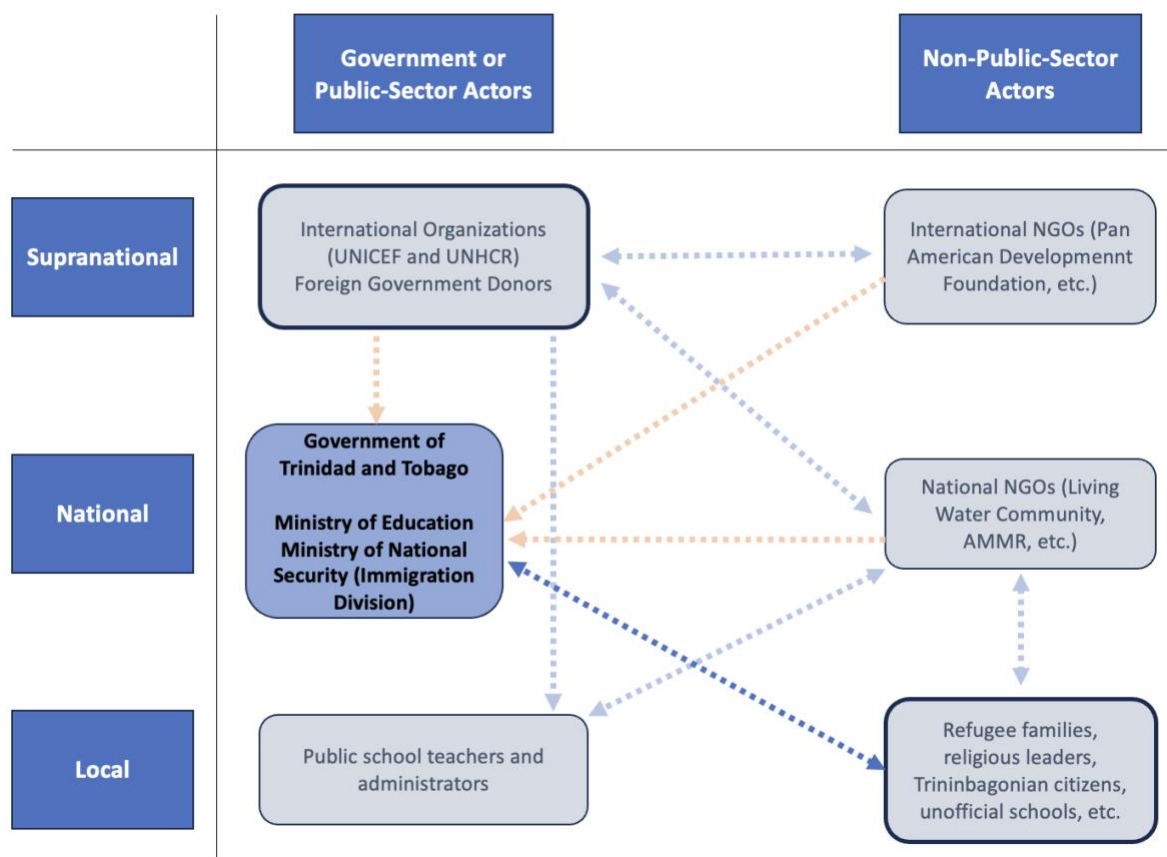 Government or
Public-Sector Actors
Non-Public-Sector
Actors
Supranational
International Organizations
(UNICEF and UNHCR)
Foreign Government Donors
International NGOs (Pan
American Developmennt
Foundation, etc.)
National
Government of
Trinidad and Tobago
Ministry of Education
Ministry of National
Security (Immigration
Division)
National NGOs (Living
Water Community,
AMMR, etc.)
Local
Public school teachers and
administrators
Refugee families,
religious leaders,
Trininbagonian citizens,
unofficial schools, etc.